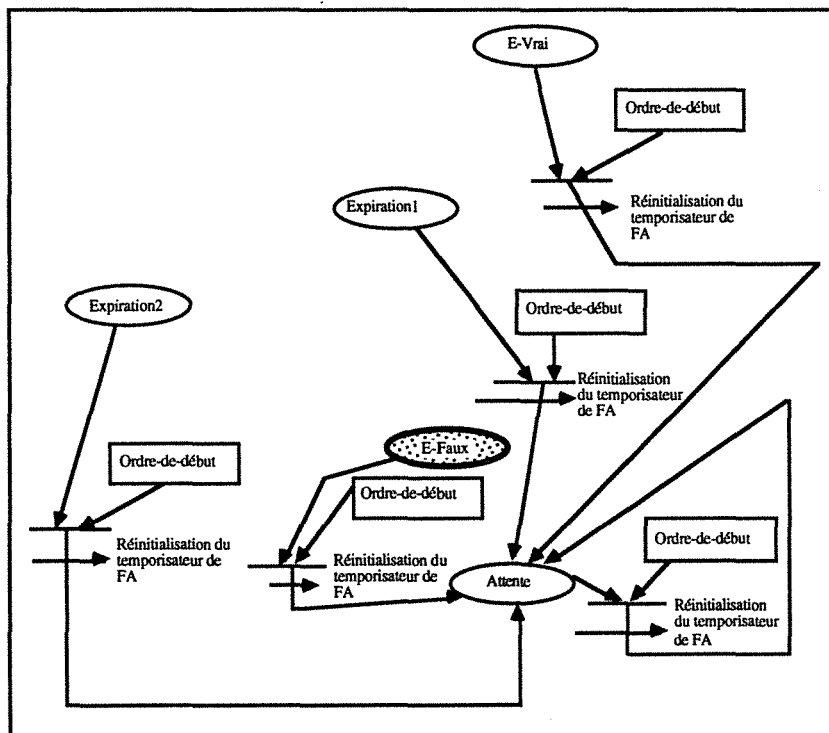 E-Vrai
Ordre-de-début
Réinitialisation du
temporisateur de
FA
Expiration1
Expiration2
Ordre-de-début
Réinitialisation
du temporisateur
de FA
E-Faux
Ordre-de-début
Ordre-de-début
Ordre-de-début
Réinitialisation du
temporisateur de
FA
Réinitialisation du
temporisateur de
FA
Attente
Réinitialisation
du temporisateur
de FA